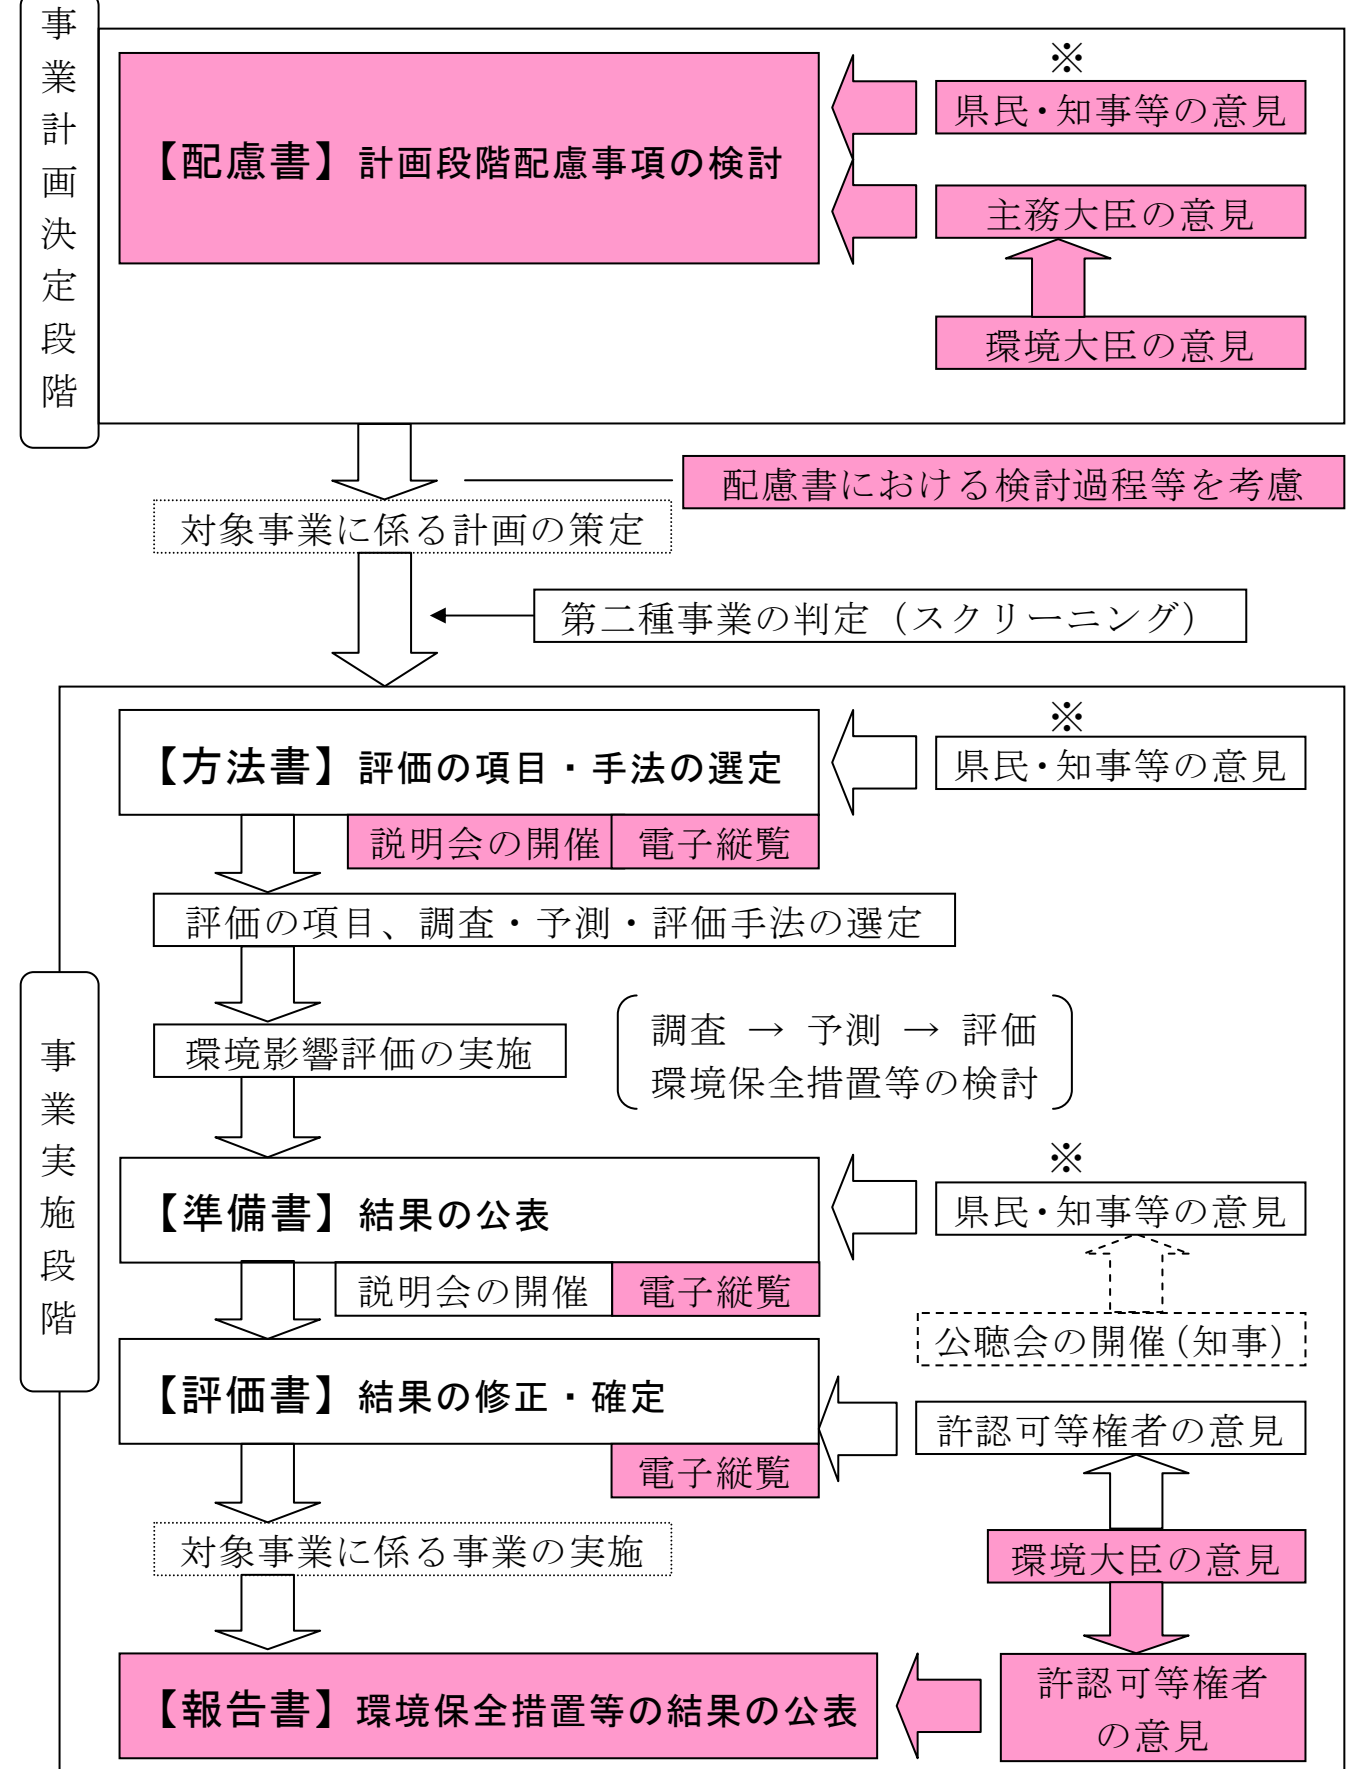 事業計画決定段階
※
【配慮書】計画段階配慮事項の検討
県民・知事等の意見
主務大臣の意見
環境大臣の意見
配慮書における検討過程等を考慮
対象事業に係る計画の策定
第二種事業の判定（スクリーニング）
事業実施段階
※
【方法書】評価の項目・手法の選定
県民・知事等の意見
説明会の開催
電子縦覧
評価の項目、調査・予測・評価手法の選定
環境影響評価の実施
調査 → 予測 → 評価
環境保全措置等の検討
※
【準備書】結果の公表
県民・知事等の意見
説明会の開催
電子縦覧
公聴会の開催（知事）
【評価書】結果の修正・確定
許認可等権者の意見
電子縦覧
対象事業に係る事業の実施
環境大臣の意見
【報告書】環境保全措置等の結果の公表
許認可等権者
の意見